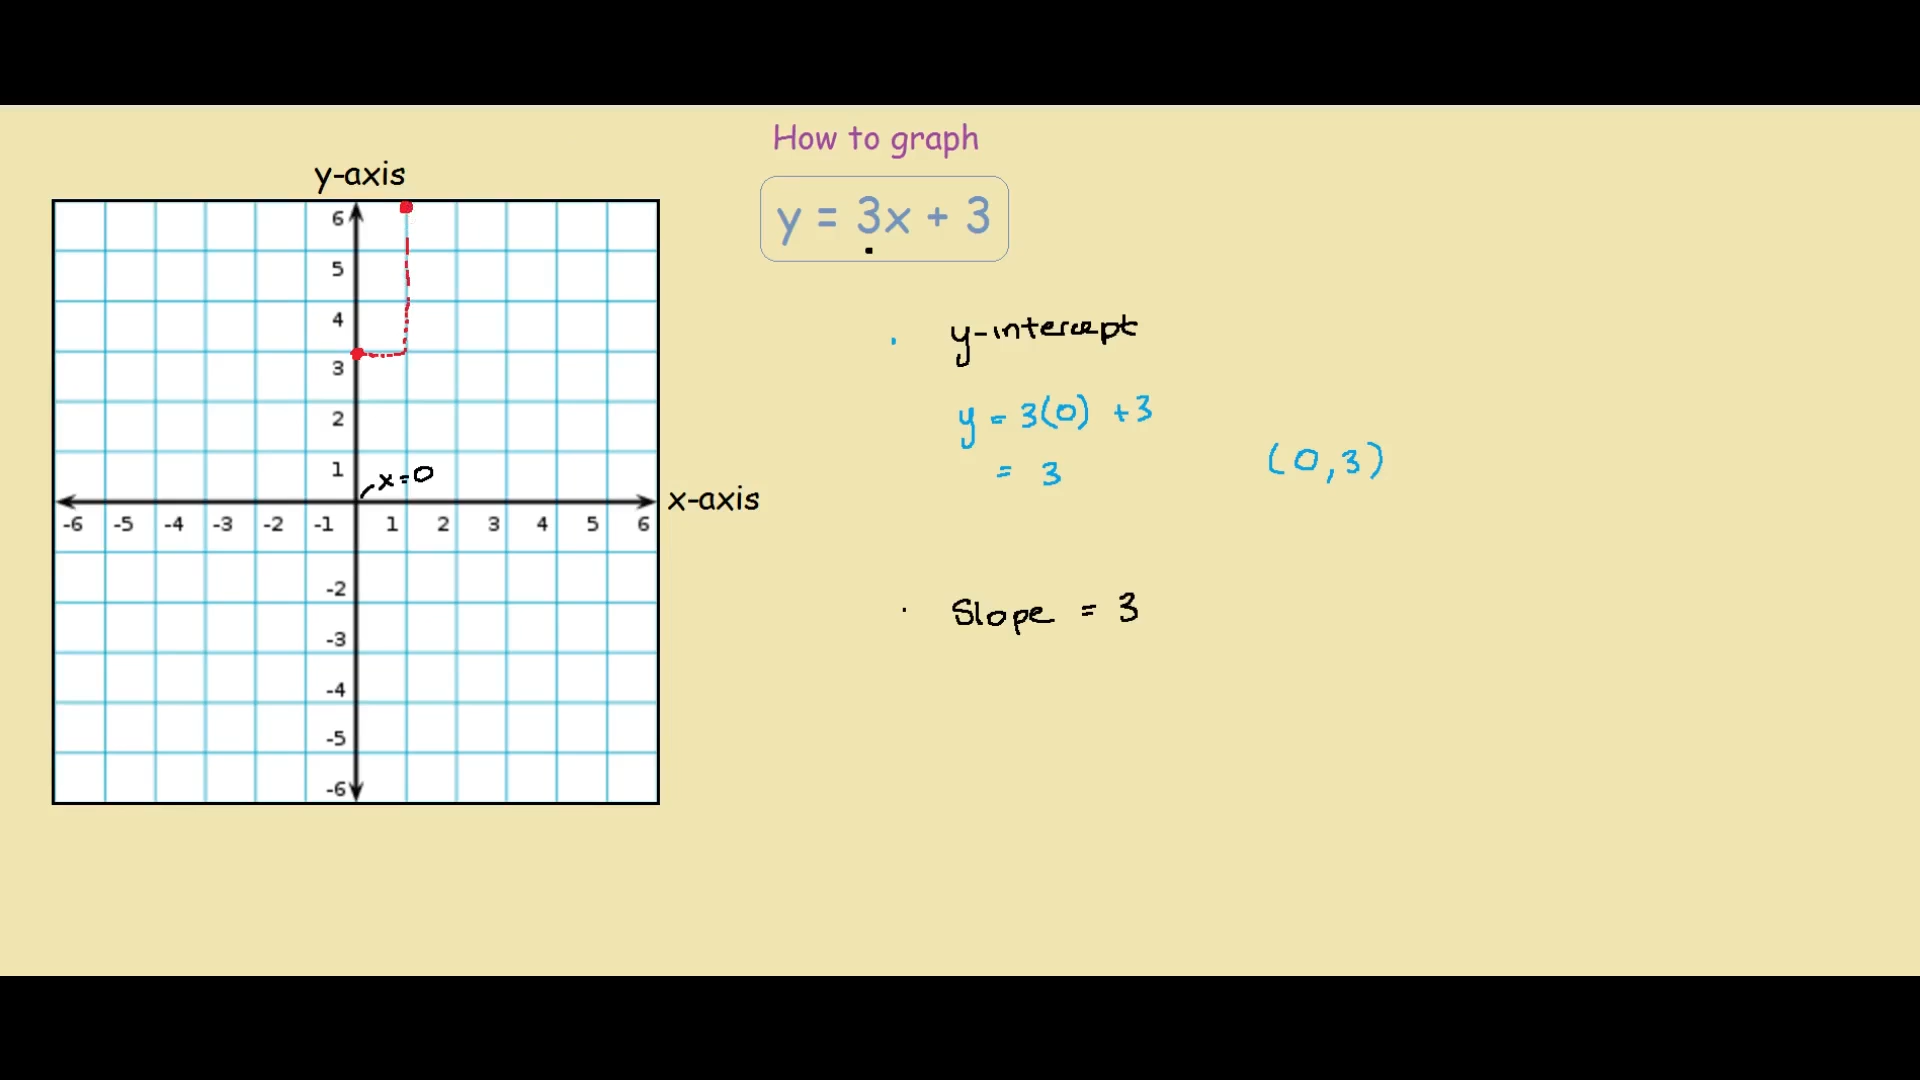 How to graph
y = 3x + 3
y-axis
6
5
4
3
2
1
x=0
x-axis
-6 -5 -4 -3 -2 -1 1 2 3 4 5 6
-2
-3
-4
-5
-6
· y-intercept
y = 3(0) +3
= 3
(0,3)
· Slope = 3